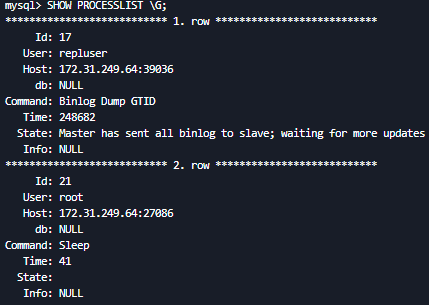 mysql> SHOW PROCESSLIST \G;
*************************** 1. row ***************************
     Id: 17
   User: repluser
   Host: 172.31.249.64:39036
     db: NULL
Command: Binlog Dump GTID
   Time: 248682
  State: Master has sent all binlog to slave; waiting for more updates
   Info: NULL
*************************** 2. row ***************************
     Id: 21
   User: root
   Host: 172.31.249.64:27086
     db: NULL
Command: Sleep
   Time: 41
  State:
   Info: NULL